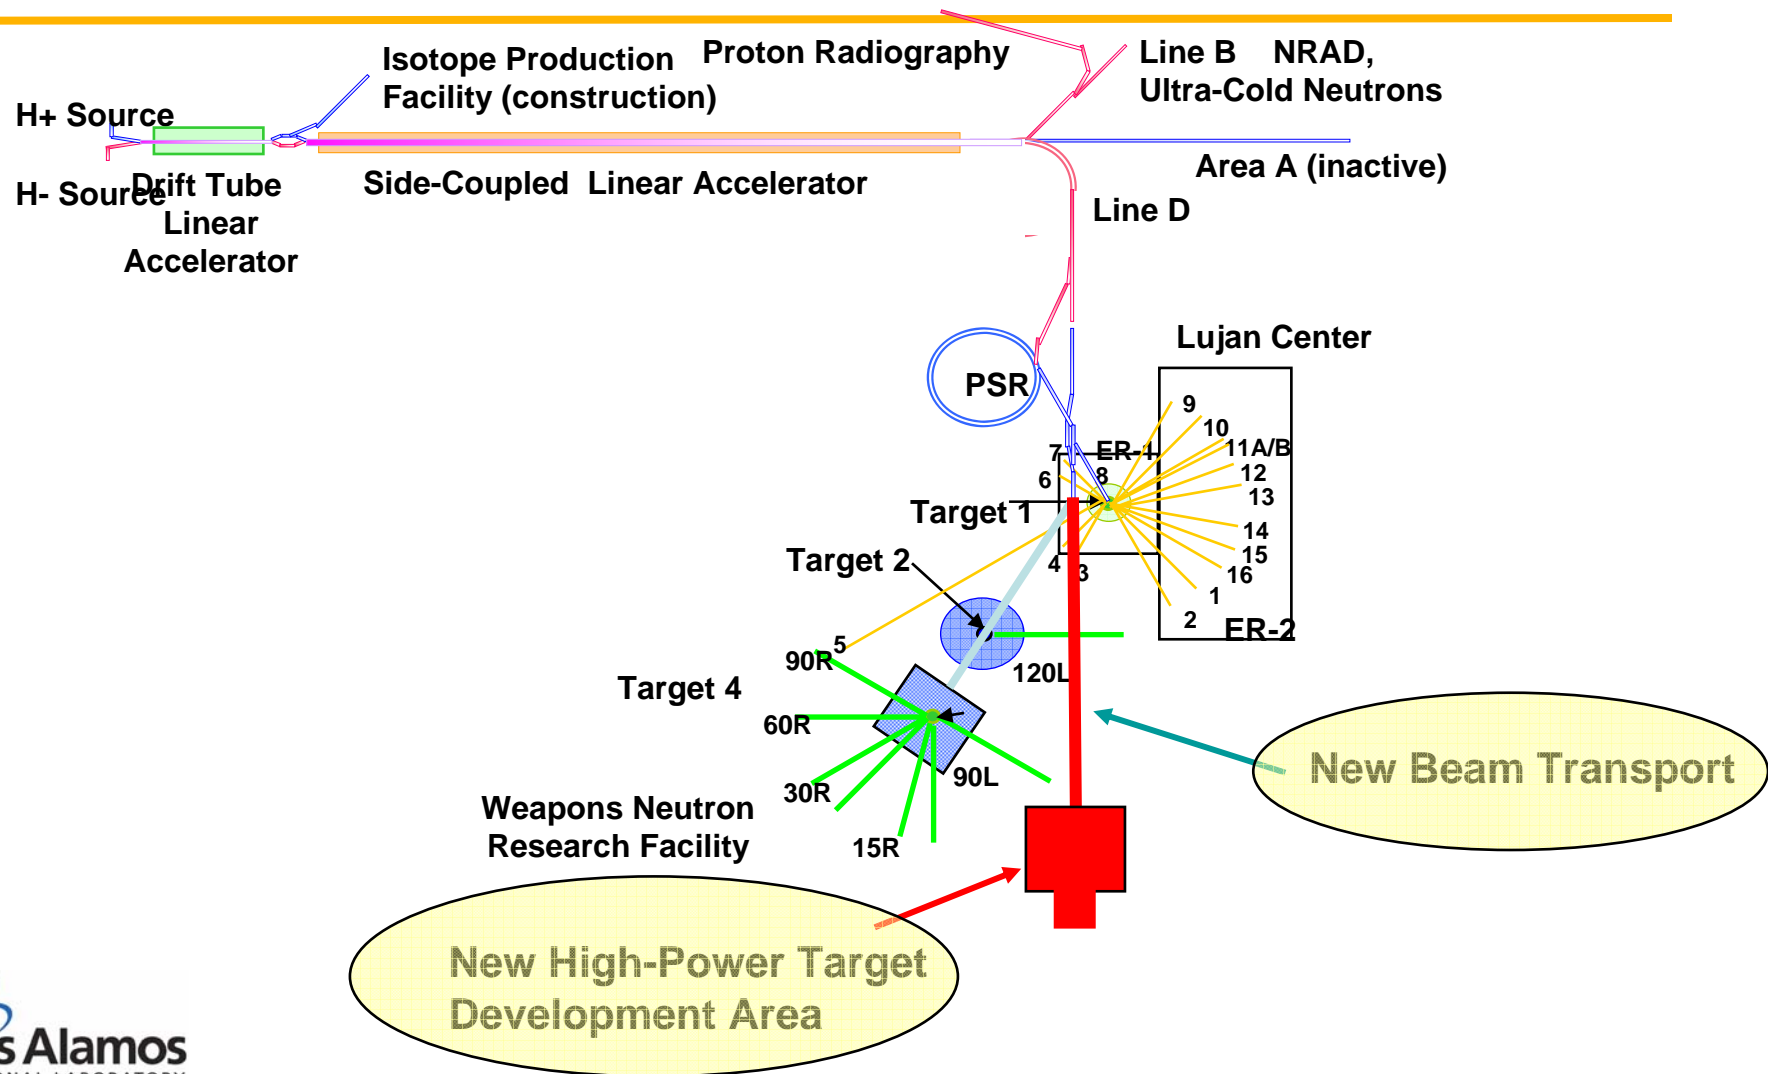 Isotope Production
Facility (construction)
Proton Radiography
Line B NRAD,
Ultra-Cold Neutrons
H+ Source
H- Source
Drift Tube
Linear
Accelerator
Side-Coupled Linear Accelerator
Area A (inactive)
Line D
Lujan Center
PSR
9
10
11A/B
12
13
14
15
16
1
2
ER-2
7
ER-1
6
8
Target 1
4
3
Target 2
5
90R
120L
Target 4
60R
30R
90L
15R
Weapons Neutron
Research Facility
New Beam Transport
New High-Power Target
Development Area
s Alamos